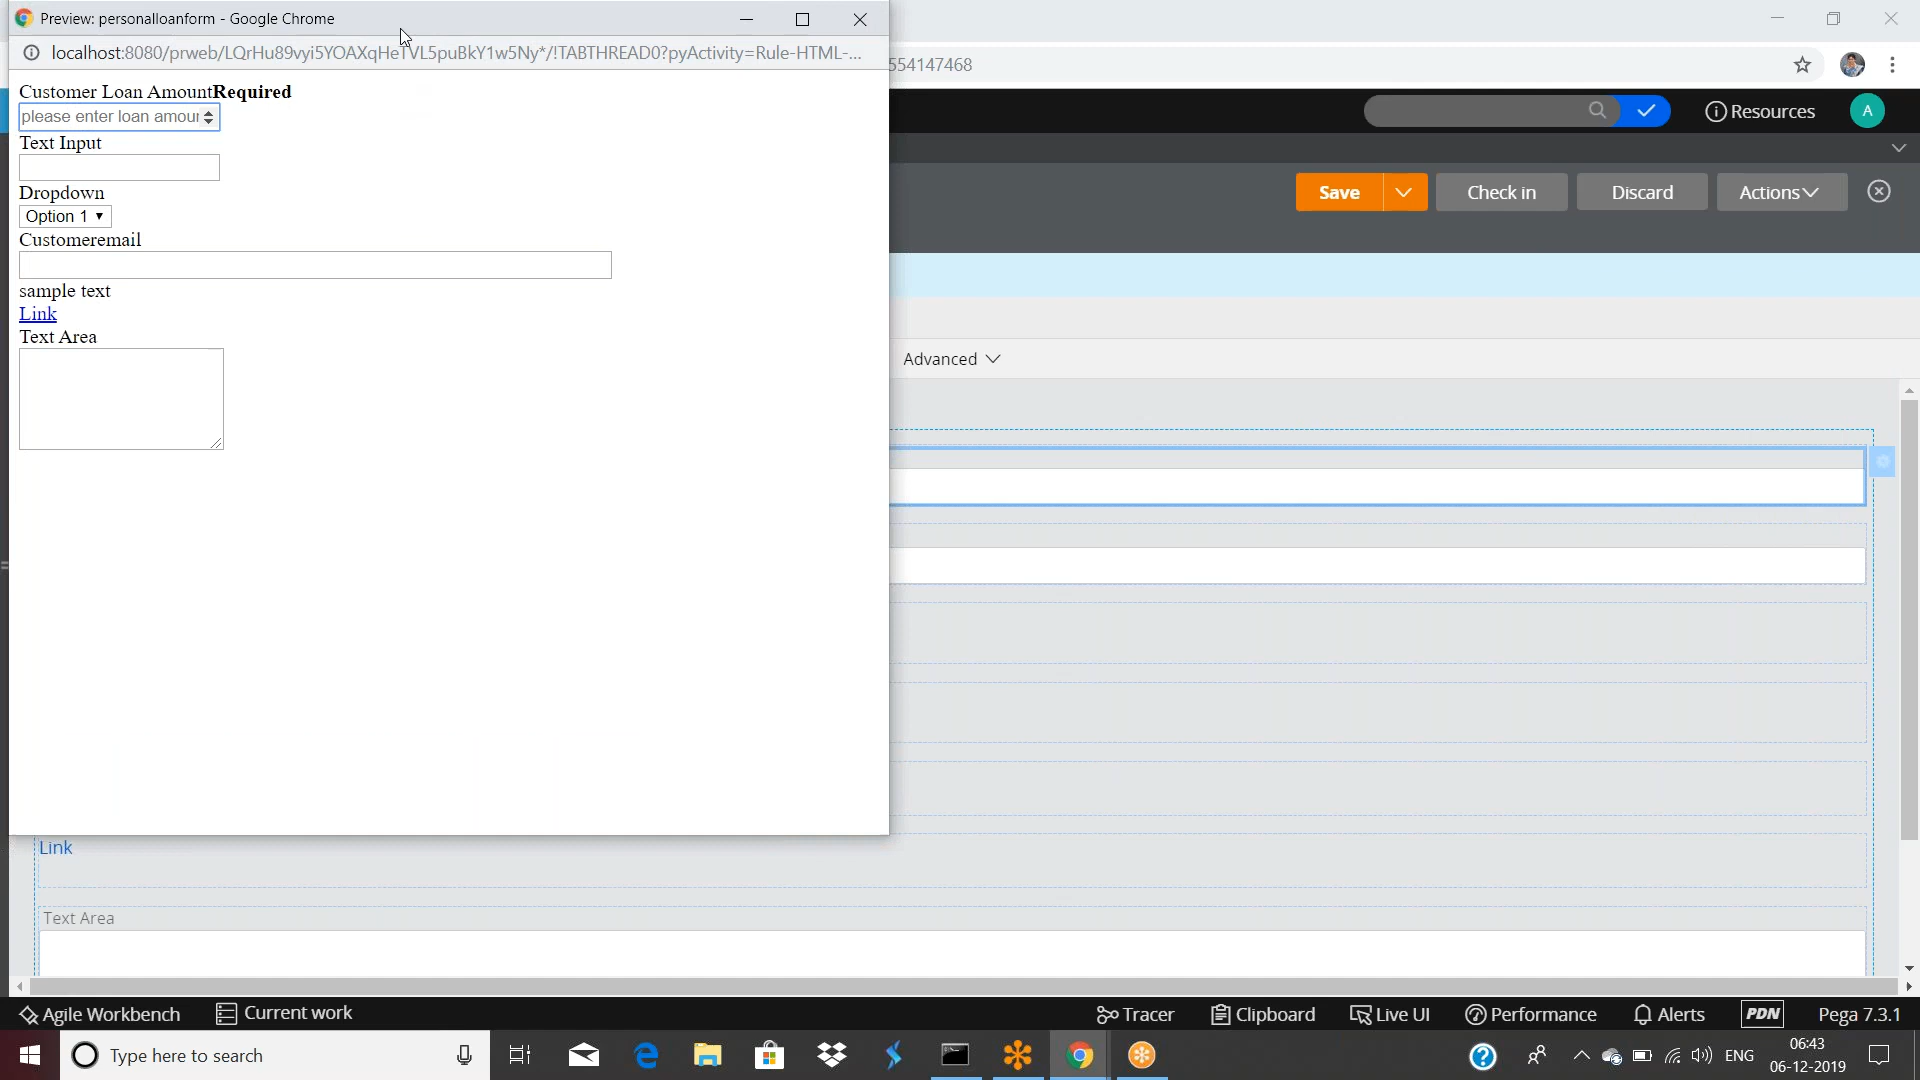 Preview: personalloanform - Google Chrome
localhost:8080/prweb/LQrHu89vyi5YOAXqHeTVL5puBkY1w5Ny*/!TABTHREAD0?pyActivity=Rule-HTML-...
554147468
Customer Loan AmountRequired
please enter loan amour
Text Input
Dropdown
Option 1
Customeremail
sample text
Link
Text Area
Resources
A
Save
Check in
Discard
Actions
Advanced
Link
Text Area
Agile Workbench
Current work
Tracer
Clipboard
Live UI
Performance
Alerts
PDN
Pega 7.3.1
Type here to search
ENG
06:43
06-12-2019